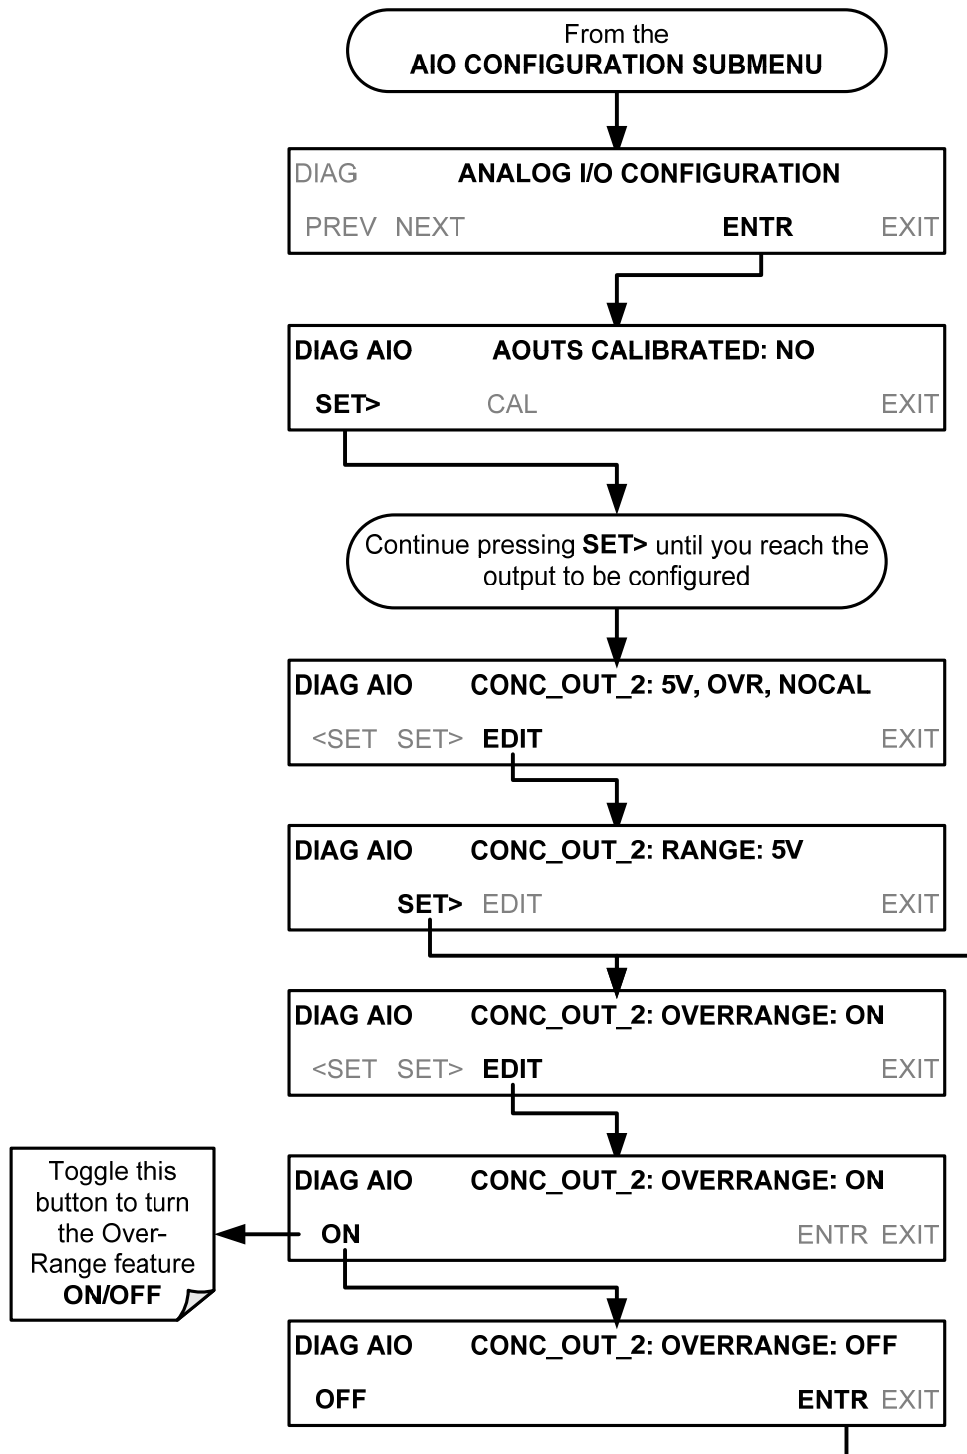 From the
AIO CONFIGURATION SUBMENU
DIAG ANALOG I/O CONFIGURATION
PREV NEXT ENTR EXIT
DIAG AIO AOUTS CALIBRATED: NO
SET> CAL EXIT
Continue pressing SET> until you reach the
output to be configured
DIAG AIO CONC_OUT_2: 5V, OVR, NOCAL
<SET SET> EDIT EXIT
DIAG AIO CONC_OUT_2: RANGE: 5V
SET> EDIT EXIT
DIAG AIO CONC_OUT_2: OVERRANGE: ON
<SET SET> EDIT EXIT
Toggle this
button to turn
the Over-
Range feature
ON/OFF
DIAG AIO CONC_OUT_2: OVERRANGE: ON
ON ENTR EXIT
DIAG AIO CONC_OUT_2: OVERRANGE: OFF
OFF ENTR EXIT